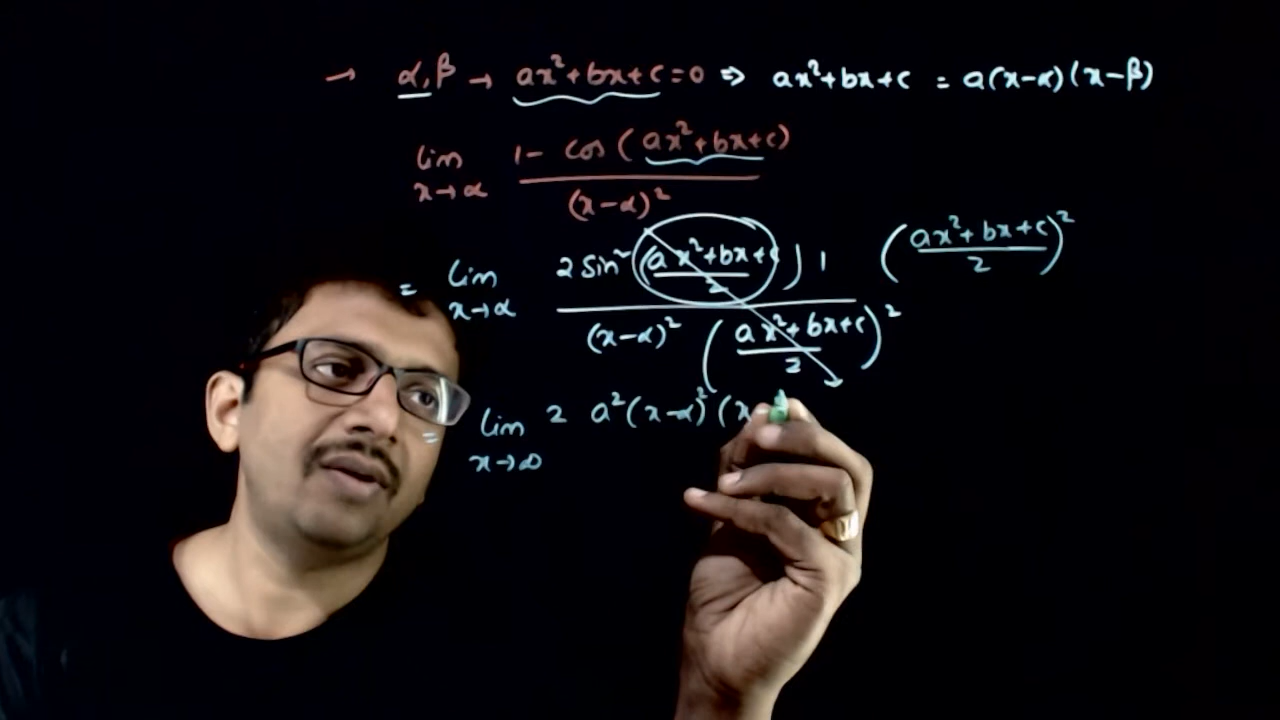 → α,β → ax²+bx+c=0 ⇒ ax²+bx+c = a(x-α)(x-β)
lim x→α 1- cos(ax²+bx+c) / (x-α)²
= lim x→α 2 sin²((ax²+bx+c)/2) 1 / (x-α)² ((ax²+bx+c)/2)² ((ax²+bx+c)/2)²
= lim x→∞ 2 a²(x-α)²(x